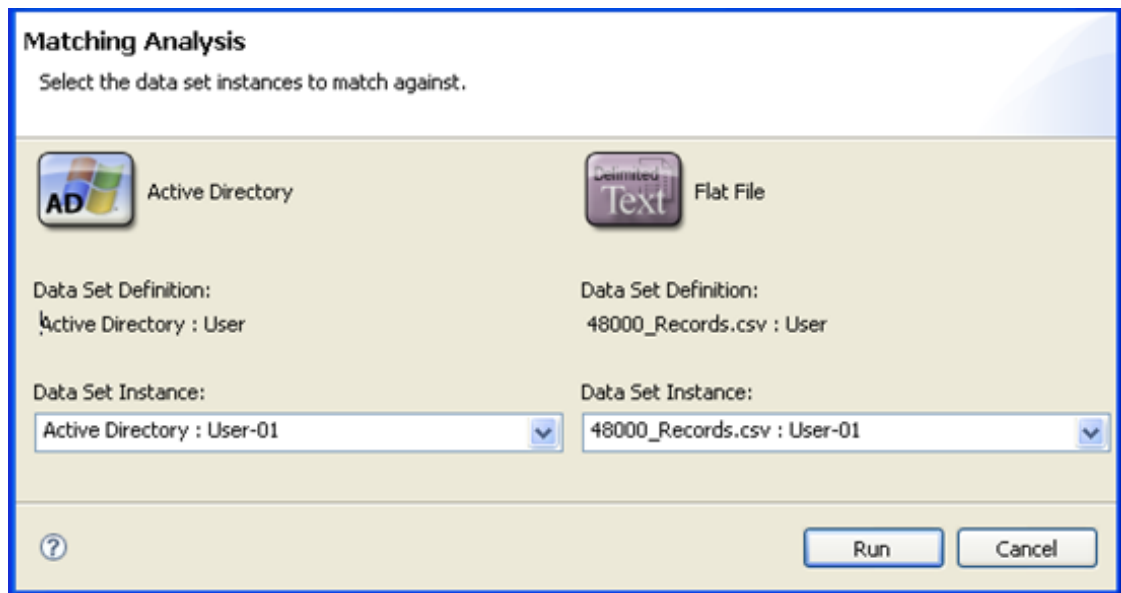 Matching Analysis
Select the data set instances to match against.
AD
Active Directory
Delimited
Text
Flat File
Data Set Definition:
Active Directory : User
Data Set Definition:
48000_Records.csv : User
Data Set Instance:
Active Directory : User-01
Data Set Instance:
48000_Records.csv : User-01
?
Run
Cancel